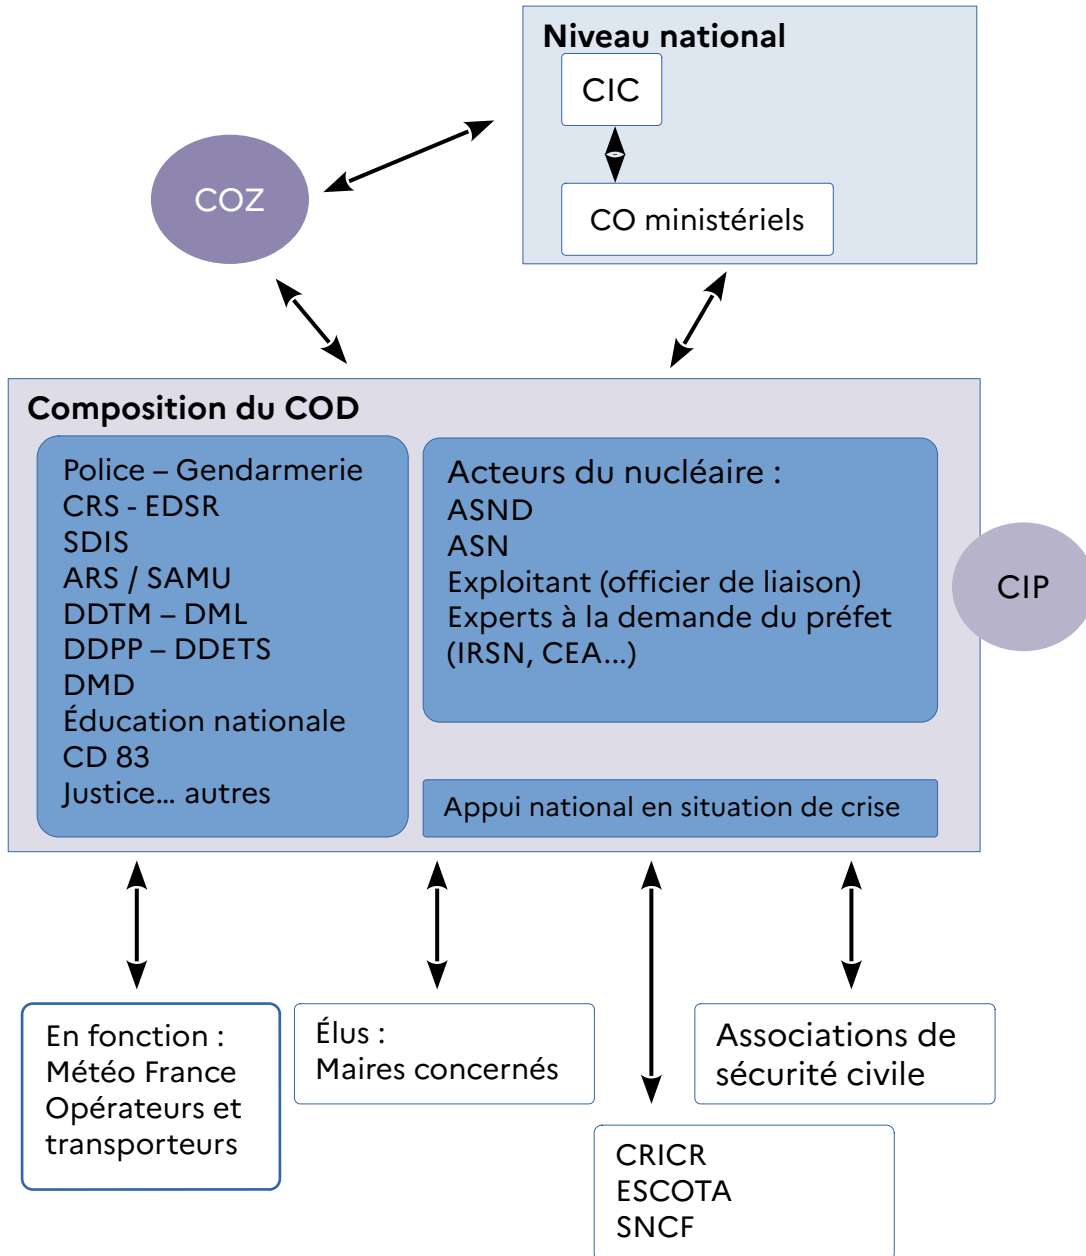 Niveau national
CIC
COZ
CO ministériels
Composition du COD
Police – Gendarmerie
CRS - EDSR
SDIS
ARS / SAMU
DDTM – DML
DDPP – DDETS
DMD
Éducation nationale
CD 83
Justice... autres
Acteurs du nucléaire :
ASND
ASN
Exploitant (officier de liaison)
Experts à la demande du préfet
(IRSN, CEA...)
CIP
Appui national en situation de crise
En fonction :
Météo France
Opérateurs et
transporteurs
Élus :
Maires concernés
Associations de
sécurité civile
CRICR
ESCOTA
SNCF